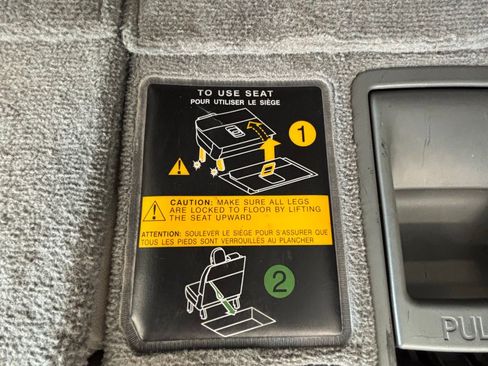 TO USE SEAT
POUR UTILISER LE SIÈGE
1
CAUTION: MAKE SURE ALL LEGS
ARE LOCKED TO FLOOR BY LIFTING
THE SEAT UPWARD
ATTENTION: SOULEVER LE SIÈGE POUR S'ASSURER QUE
TOUS LES PIEDS SONT VERROUILLÉS AU PLANCHER
2
PUL